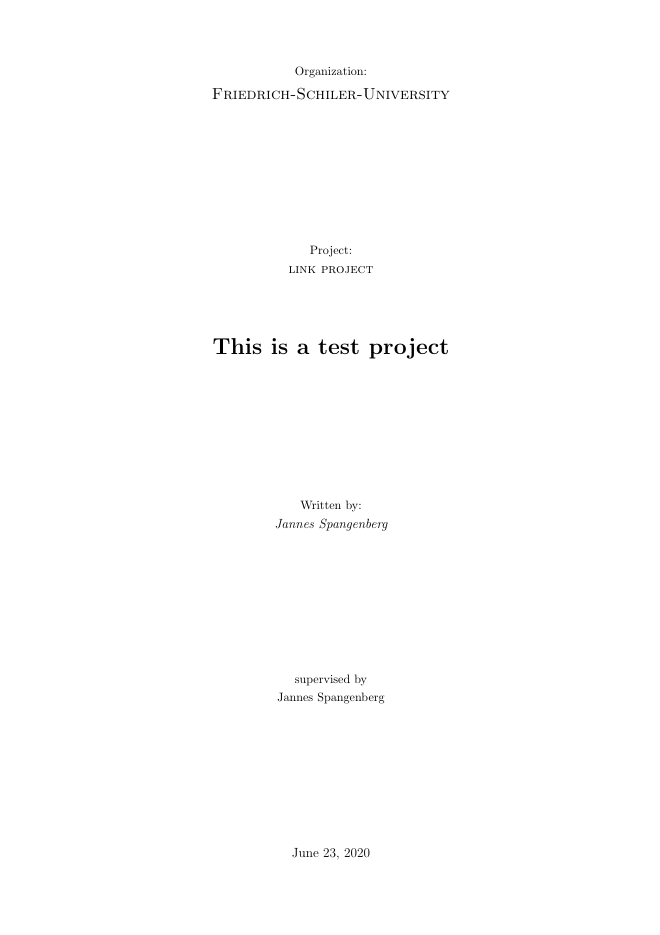 Organization:
Friedrich-Schiler-University
Project:
link project
This is a test project
Written by:
Jannes Spangenberg
supervised by
Jannes Spangenberg
June 23, 2020